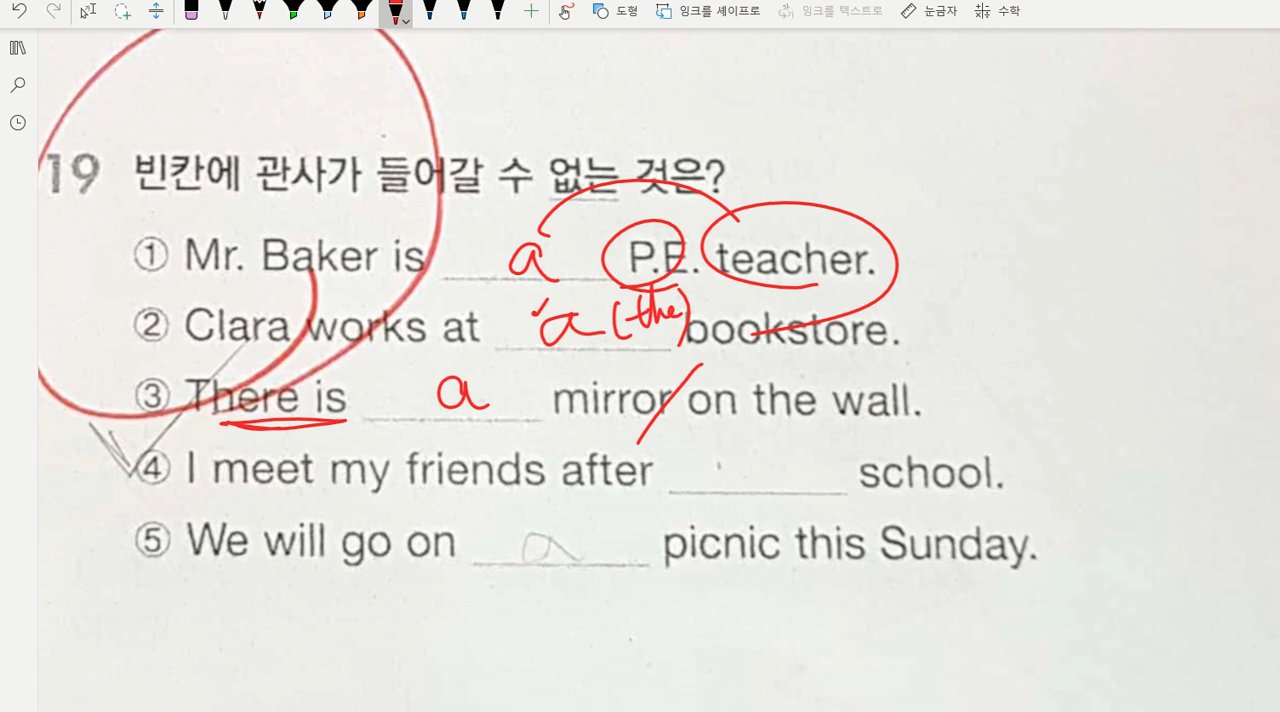 도형 잉크를 셰이프로 잉크를 텍스트로 눈금자 수학
19 빈칸에 관사가 들어갈 수 없는 것은?
① Mr. Baker is a P.E. teacher.
② Clara works at a (the) bookstore.
③ There is a mirror on the wall.
④ I meet my friends after school.
⑤ We will go on a picnic this Sunday.